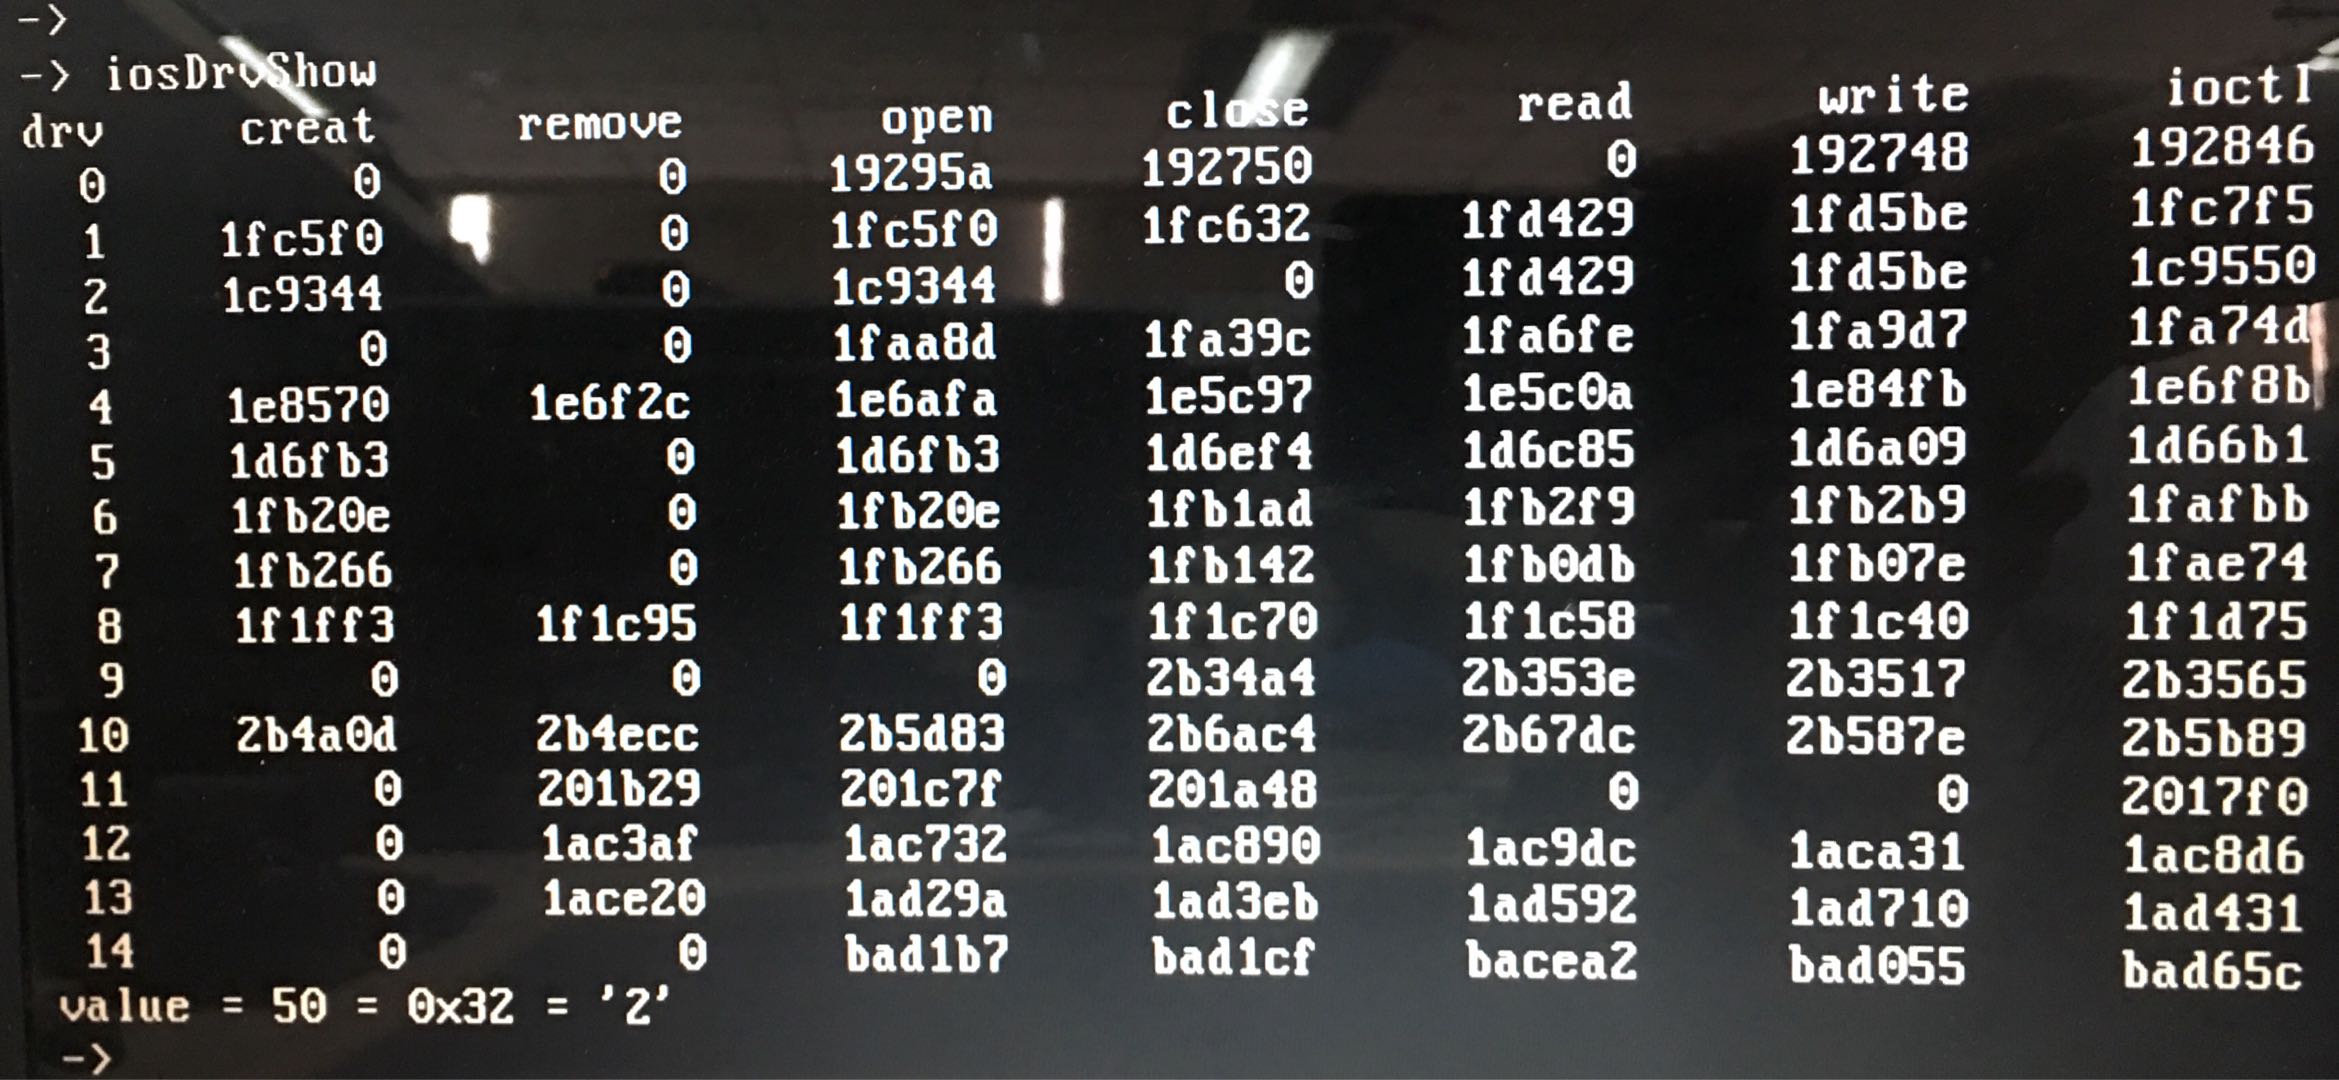 ->
-> iosDrvShow
drv creat remove open close read write ioctl
0 0 0 19295a 192750 0 192748 192846
1 1fc5f0 0 1fc5f0 1fc632 1fd429 1fd5be 1fc7f5
2 1c9344 0 1c9344 0 1fd429 1fd5be 1c9550
3 0 0 1faa8d 1fa39c 1fa6fe 1fa9d7 1fa74d
4 1e8570 1e6f2c 1e6afa 1e5c97 1e5c0a 1e84fb 1e6f8b
5 1d6fb3 0 1d6fb3 1d6ef4 1d6c85 1d6a09 1d66b1
6 1fb20e 0 1fb20e 1fb1ad 1fb2f9 1fb2b9 1fafbb
7 1fb266 0 1fb266 1fb142 1fb0db 1fb07e 1fae74
8 1f1ff3 1f1c95 1f1ff3 1f1c70 1f1c58 1f1c40 1f1d75
9 0 0 0 2b34a4 2b353e 2b3517 2b3565
10 2b4a0d 2b4ecc 2b5d83 2b6ac4 2b67dc 2b587e 2b5b89
11 0 201b29 201c7f 201a48 0 0 2017f0
12 0 1ac3af 1ac732 1ac890 1ac9dc 1aca31 1ac8d6
13 0 1ace20 1ad29a 1ad3eb 1ad592 1ad710 1ad431
14 0 0 bad1b7 bad1cf bacea2 bad055 bad65c
value = 50 = 0x32 = '2'
->